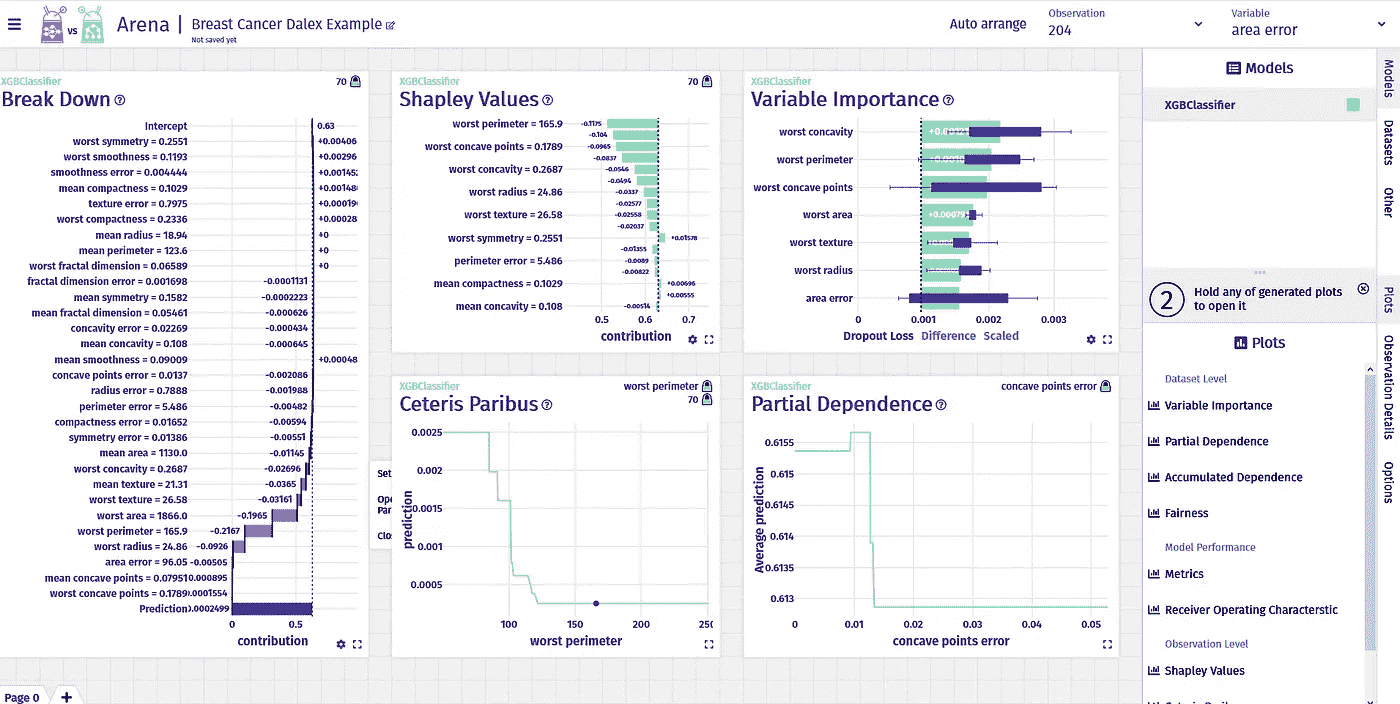 vs
Arena
Breast Cancer Dalex Example
Not saved yet
Auto arrange
Observation
204
Variable
area error
XGBClassifier
70
Break Down
Intercept 0.63
worst symmetry = 0.2551 +0.00406
worst smoothness = 0.1193 +0.00296
smoothness error = 0.004444 +0.001452
mean compactness = 0.1029 +0.001486
texture error = 0.7975 +0.000196
worst compactness = 0.2336 +0.00028
mean radius = 18.94 +0
mean perimeter = 123.6 +0
worst fractal dimension = 0.06589 +0
fractal dimension error = 0.001698 -0.0001131
mean symmetry = 0.1582 -0.0002223
mean fractal dimension = 0.05461 -0.000626
concavity error = 0.02269 -0.000434
mean concavity = 0.108 -0.000645
mean smoothness = 0.09009 +0.00048
concave points error = 0.0137 -0.002086
radius error = 0.7888 -0.001988
perimeter error = 5.486 -0.00482
compactness error = 0.01652 -0.00594
symmetry error = 0.01386 -0.00551
mean area = 1130.0 -0.01145
worst concavity = 0.2687 -0.02696
mean texture = 21.31 -0.0365
worst texture = 26.58 -0.03161
worst area = 1866.0 -0.1965
worst perimeter = 165.9 -0.2167
worst radius = 24.86 -0.0926
area error = 96.05 -0.00505
mean concave points = 0.07951 0.000895
worst concave points = 0.1789 0.0001554
Prediction 0.0002499
0 0.5
contribution
XGBClassifier
70
Shapley Values
worst perimeter = 165.9 -0.1175
-0.104
worst concave points = 0.1789 -0.0965
-0.0837
worst concavity = 0.2687 -0.0546
-0.0494
worst radius = 24.86 -0.0337
-0.02577
worst texture = 26.58 -0.02558
-0.02037
worst symmetry = 0.2551 +0.01578
-0.01355
perimeter error = 5.486 -0.0089
-0.00822
mean compactness = 0.1029 +0.00696
+0.00555
mean concavity = 0.108 -0.00514
0.5 0.6 0.7
contribution
XGBClassifier
Variable Importance
worst concavity
worst perimeter
worst concave points
worst area +0.00079
worst texture
worst radius
area error
0 0.001 0.002 0.003
Dropout Loss Difference Scaled
Set
Ope
Par
Clo
XGBClassifier
worst perimeter
70
Ceteris Paribus
prediction
0.0025
0.002
0.0015
0.001
0.0005
100 150 200 250
worst perimeter
XGBClassifier
concave points error
Partial Dependence
Average prediction
0.6155
0.615
0.6145
0.614
0.6135
0.613
0 0.01 0.02 0.03 0.04 0.05
concave points error
Models
XGBClassifier
2
Hold any of generated plots
to open it
Plots
Dataset Level
Variable Importance
Partial Dependence
Accumulated Dependence
Fairness
Model Performance
Metrics
Receiver Operating Characterstic
Observation Level
Shapley Values
Models
Datasets
Other
Plots
Observation Details
Options
Page 0
+